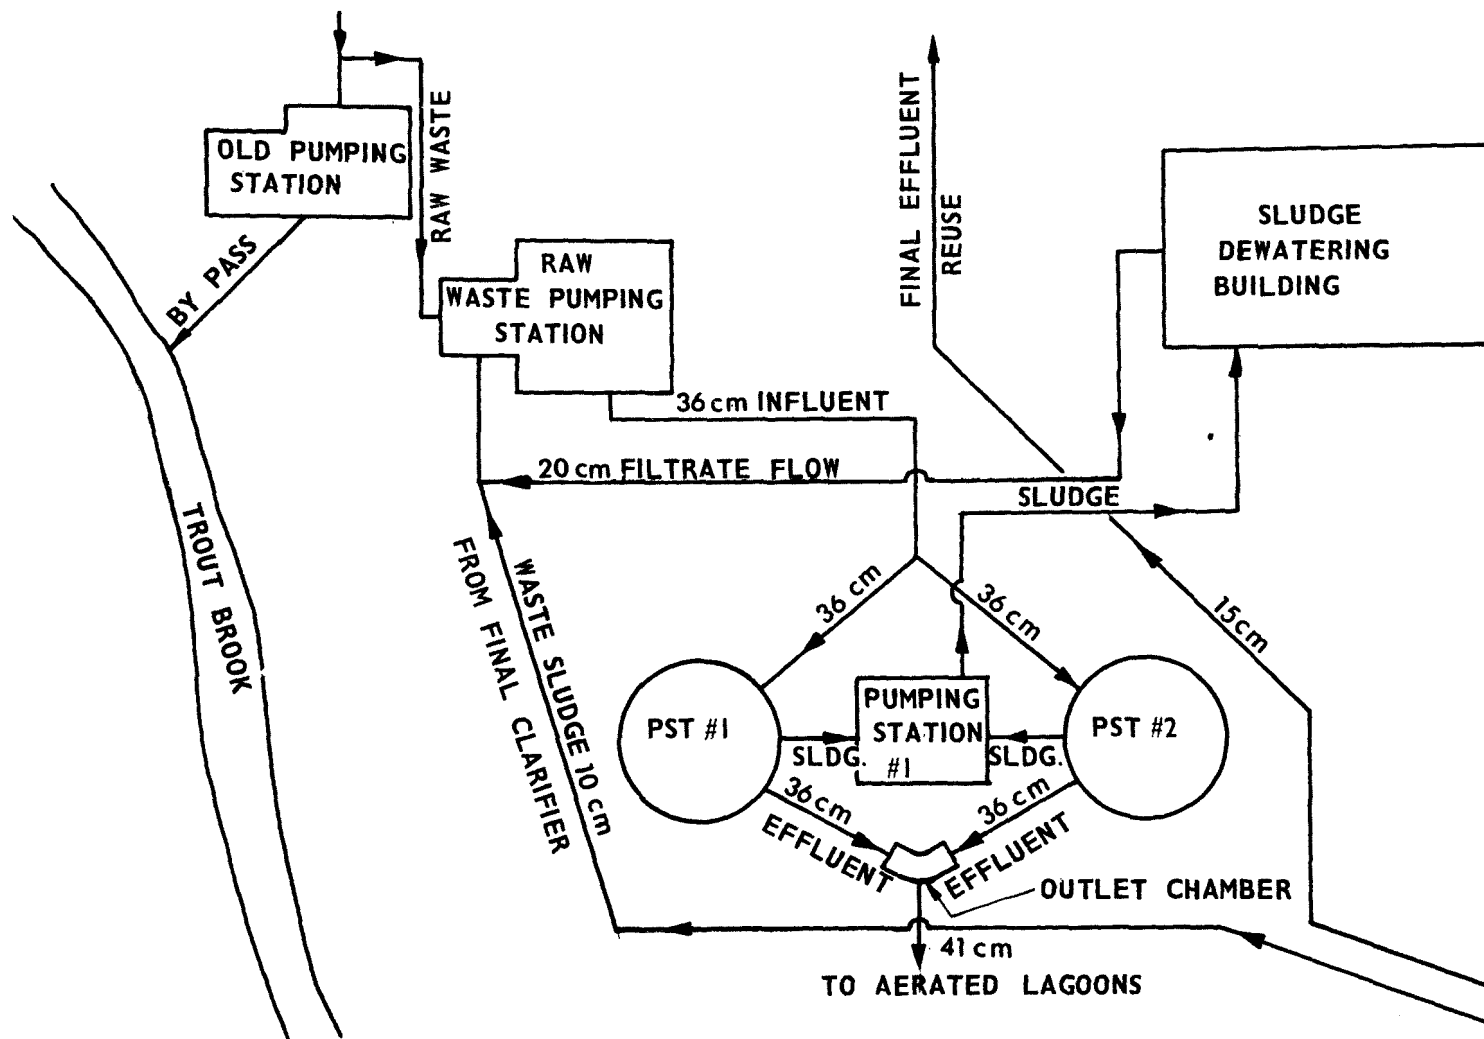 OLD PUMPING
STATION
RAW WASTE
BY PASS
RAW
WASTE PUMPING
STATION
FINAL EFFLUENT
REUSE
SLUDGE
DEWATERING
BUILDING
36 cm INFLUENT
20 cm FILTRATE FLOW
SLUDGE
TROUT BROOK
WASTE SLUDGE 10 cm
FROM FINAL CLARIFIER
36 cm
36 cm
15 cm
PST #1
PUMPING
STATION
#1
PST #2
SLDG.
SLDG.
36 cm
EFFLUENT
36 cm
EFFLUENT
OUTLET CHAMBER
41 cm
TO AERATED LAGOONS